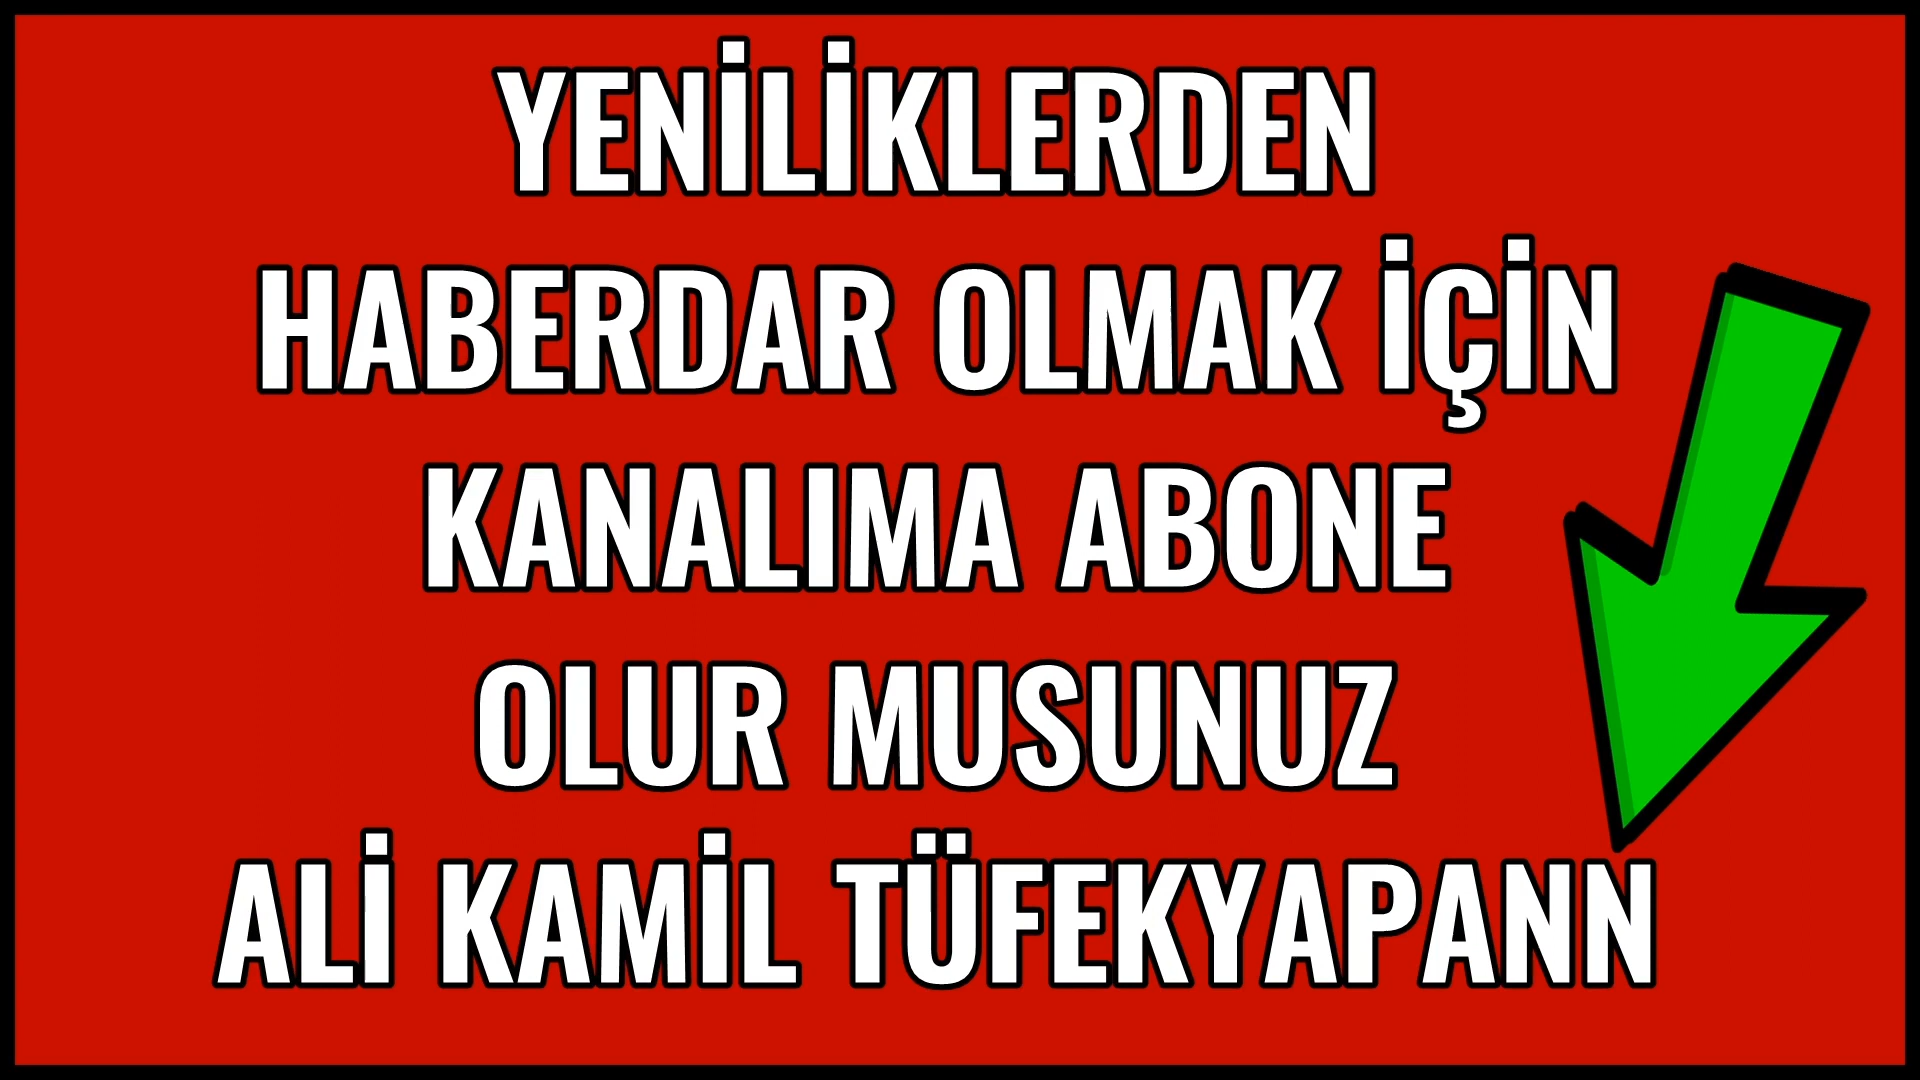 YENİLİKLERDEN
HABERDAR OLMAK İÇİN
KANALIMA ABONE
OLUR MUSUNUZ
ALİ KAMİL TÜFEKYAPANN